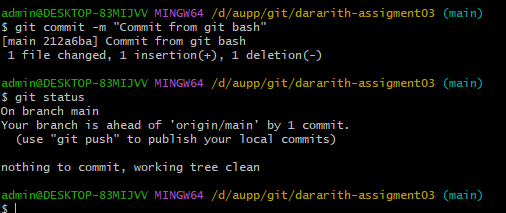 admin@DESKTOP-83MIJVV MINGW64 /d/aupp/git/dararith-assigment03 (main)
$ git commit -m "Commit from git bash"
[main 212a6ba] Commit from git bash
 1 file changed, 1 insertion(+), 1 deletion(-)

admin@DESKTOP-83MIJVV MINGW64 /d/aupp/git/dararith-assigment03 (main)
$ git status
On branch main
Your branch is ahead of 'origin/main' by 1 commit.
  (use "git push" to publish your local commits)

nothing to commit, working tree clean

admin@DESKTOP-83MIJVV MINGW64 /d/aupp/git/dararith-assigment03 (main)
$